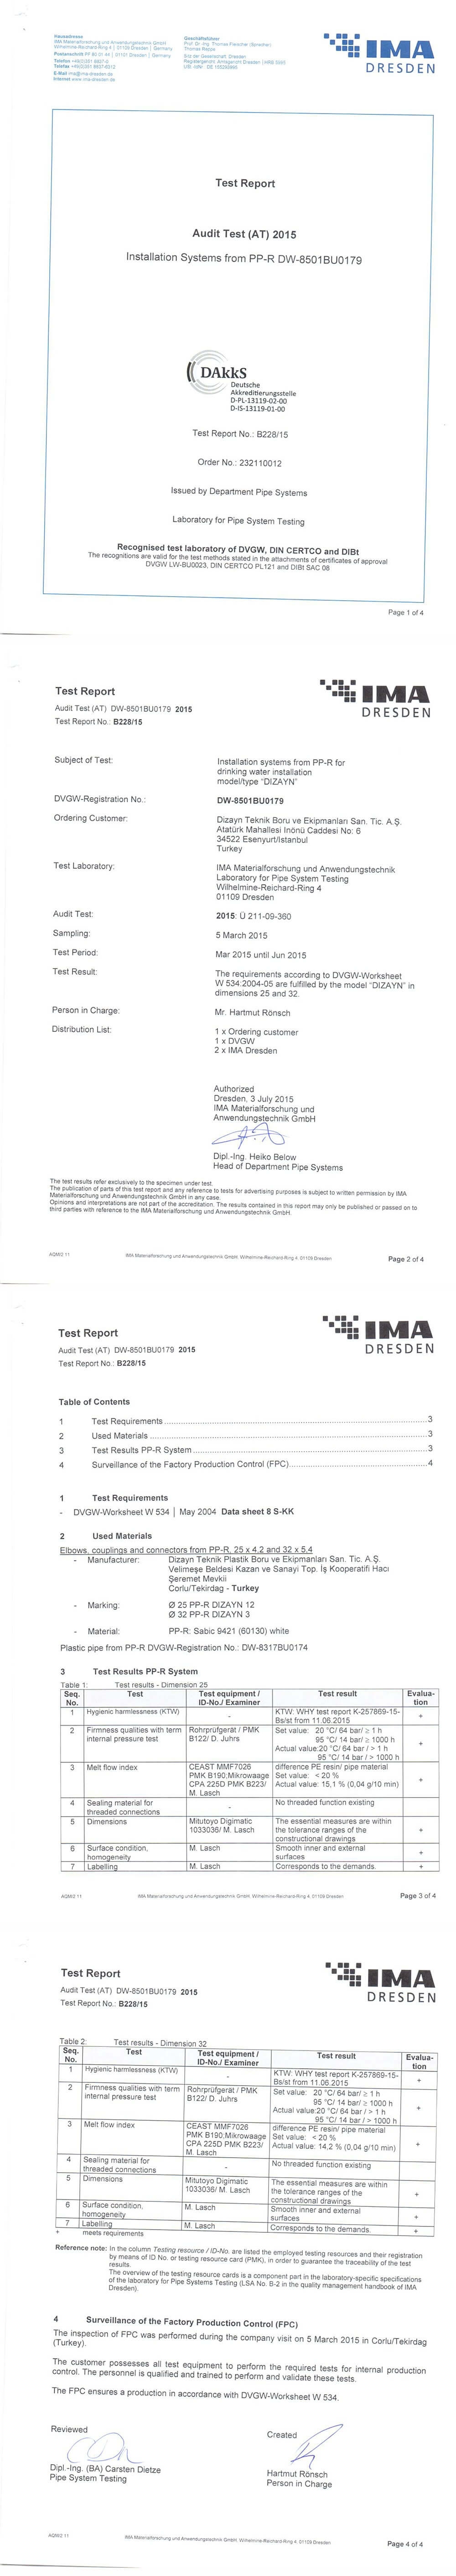 Hausadresse
IMA Materialforschung und Anwendungstechnik GmbH
Wilhelmine-Reichard-Ring 4 | 01109 Dresden | Germany
Postanschrift PF 80 01 44 | 01101 Dresden | Germany
Telefon +49(0)351 8837-0
Telefax +49(0)351 8837-6312
E-Mail ima@ima-dresden.de
Internet www.ima-dresden.de
Geschäftsführer
Prof. Dr.-Ing. Thomas Fleischer (Sprecher)
Thomas Reppe
Sitz der Gesellschaft: Dresden
IMA
DRESDEN
Test Report
Audit Test (AT) 2015
Installation Systems from PP-R DW-8501BU0179
DAkkS
Deutsche
Akkreditierungsstelle
D-PL-13119-02-00
D-IS-13119-01-00
Test Report No.: B228/15
Order No.: 232110012
Issued by Department Pipe Systems
Laboratory for Pipe System Testing
Recognised test laboratory of DVGW, DIN CERTCO and DIBt
The recognitions are valid for the test methods stated in the attachments of certificates of approval
DVGW LW-BU0023, DIN CERTCO PL121 and DIBt SAC 08
Page 1 of 4
Test Report
Audit Test (AT) DW-8501BU0179 2015
Test Report No.: B228/15
IMA
DRESDEN
Subject of Test: Installation systems from PP-R for
drinking water installation
model/type "DIZAYN"
DVGW-Registration No.: DW-8501BU0179
Ordering Customer: Dizayn Teknik Boru ve Ekipmanları San. Tic. A.Ş.
Atatürk Mahallesi Inönü Caddesi No: 6
34522 Esenyurt/Istanbul
Turkey
Test Laboratory: IMA Materialforschung und Anwendungstechnik
Laboratory for Pipe System Testing
Wilhelmine-Reichard-Ring 4
01109 Dresden
Audit Test: 2015: Ü 211-09-360
Sampling: 5 March 2015
Test Period: Mar 2015 until Jun 2015
Test Result: The requirements according to DVGW-Worksheet
W 534:2004-05 are fulfilled by the model "DIZAYN" in
dimensions 25 and 32.
Person in Charge: Mr. Hartmut Rönsch
Distribution List: 1 x Ordering customer
1 x DVGW
2 x IMA Dresden
Authorized
Dresden, 3 July 2015
IMA Materialforschung und
Anwendungstechnik GmbH
Dipl.-Ing. Heiko Below
Head of Department Pipe Systems
The test results refer exclusively to the specimen under test.
The publication of parts of this test report and any reference to tests for advertising purposes is subject to written permission by IMA
Materialforschung und Anwendungstechnik GmbH in any case.
Opinions and interpretations are not part of the accreditation. The results contained in this report may only be published or passed on to
third parties with reference to the IMA Materialforschung und Anwendungstechnik GmbH.
AQM/2 11 IMA Materialforschung und Anwendungstechnik GmbH, Wilhelmine-Reichard-Ring 4, 01109 Dresden Page 2 of 4
Test Report
Audit Test (AT) DW-8501BU0179 2015
Test Report No.: B228/15
IMA
DRESDEN
Table of Contents
1 Test Requirements 3
2 Used Materials 3
3 Test Results PP-R System 3
4 Surveillance of the Factory Production Control (FPC) 4
1 Test Requirements
- DVGW-Worksheet W 534 | May 2004 Data sheet 8 S-KK
2 Used Materials
Elbows, couplings and connectors from PP-R, 25 x 4,2 and 32 x 5,4
- Manufacturer: Dizayn Teknik Plastik Boru ve Ekipmanları San. Tic. A.Ş.
Velimeşe Beldesi Kazan ve Sanayi Top. İş Kooperatifi Hacı
Şeremet Mevkii
Corlu/Tekirdag - Turkey
- Marking: Ø 25 PP-R DIZAYN 12
Ø 32 PP-R DIZAYN 3
- Material: PP-R: Sabic 9421 (60130) white
Plastic pipe from PP-R DVGW-Registration No.: DW-8317BU0174
3 Test Results PP-R System
Table 1: Test results - Dimension 25
Seq. No. Test Test equipment / ID-No./ Examiner Test result Evalua-tion
1 Hygienic harmlessness (KTW) - KTW: WHY test report K-257869-15-
Bs/st from 11.06.2015 +
2 Firmness qualities with term
internal pressure test Rohrprüfgerät / PMK
B122/ D. Juhrs Set value: 20 °C/ 64 bar/ ≥ 1 h
95 °C/ 14 bar/ ≥ 1000 h
Actual value:20 °C/ 64 bar / > 1 h
95 °C/ 14 bar / > 1000 h +
3 Melt flow index CEAST MMF7026
PMK B190;Mikrowaage
CPA 225D PMK B223/
M. Lasch difference PE resin/ pipe material
Set value: < 20 %
Actual value: 15,1 % (0,04 g/10 min) +
4 Sealing material for
threaded connections - No threaded function existing
5 Dimensions Mitutoyo Digimatic
1033036/ M. Lasch The essential measures are within
the tolerance ranges of the
constructional drawings +
6 Surface condition,
homogeneity M. Lasch Smooth inner and external
surfaces +
7 Labelling M. Lasch Corresponds to the demands. +
AQM/2 11 IMA Materialforschung und Anwendungstechnik GmbH, Wilhelmine-Reichard-Ring 4, 01109 Dresden Page 3 of 4
Test Report
Audit Test (AT) DW-8501BU0179 2015
Test Report No.: B228/15
IMA
DRESDEN
Table 2: Test results - Dimension 32
Seq. No. Test Test equipment / ID-No./ Examiner Test result Evalua-tion
1 Hygienic harmlessness (KTW) - KTW: WHY test report K-257869-15-
Bs/st from 11.06.2015 +
2 Firmness qualities with term
internal pressure test Rohrprüfgerät / PMK
B122/ D. Juhrs Set value: 20 °C/ 64 bar/ ≥ 1 h
95 °C/ 14 bar/ ≥ 1000 h
Actual value:20 °C/ 64 bar / > 1 h
95 °C/ 14 bar / > 1000 h +
3 Melt flow index CEAST MMF7026
PMK B190;Mikrowaage
CPA 225D PMK B223/
M. Lasch difference PE resin/ pipe material
Set value: < 20 %
Actual value: 14,2 % (0,04 g/10 min) +
4 Sealing material for
threaded connections - No threaded function existing
5 Dimensions Mitutoyo Digimatic
1033036/ M. Lasch The essential measures are within
the tolerance ranges of the
constructional drawings +
6 Surface condition,
homogeneity M. Lasch Smooth inner and external
surfaces +
7 Labelling M. Lasch Corresponds to the demands. +
+ meets requirements
Reference note: In the column Testing resource / ID-No. are listed the employed testing resources and their registration
by means of ID No. or testing resource card (PMK), in order to guarantee the traceability of the test
results.
The overview of the testing resource cards is a component part in the laboratory-specific specifications
of the laboratory for Pipe Systems Testing (LSA No. B-2 in the quality management handbook of IMA
Dresden).
4 Surveillance of the Factory Production Control (FPC)
The inspection of FPC was performed during the company visit on 5 March 2015 in Corlu/Tekirdag
(Turkey).
The customer possesses all test equipment to perform the required tests for internal production
control. The personnel is qualified and trained to perform and validate these tests.
The FPC ensures a production in accordance with DVGW-Worksheet W 534.
Reviewed
Dipl.-Ing. (BA) Carsten Dietze
Pipe System Testing
Created
Hartmut Rönsch
Person in Charge
AQM/2 11 IMA Materialforschung und Anwendungstechnik GmbH, Wilhelmine-Reichard-Ring 4, 01109 Dresden Page 4 of 4